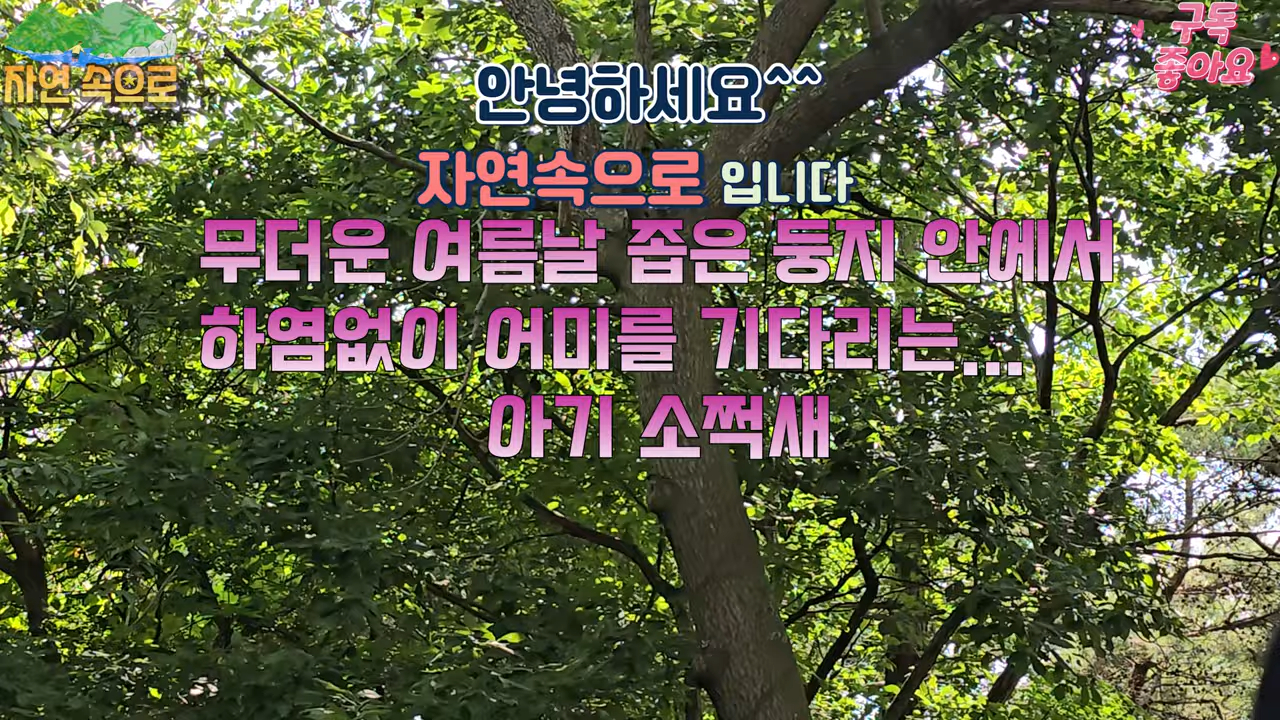 자연 속으로
구독
좋아요
안녕하세요^^
자연속으로 입니다
무더운 여름날 좁은 둥지 안에서
하염없이 어미를 기다리는...
아기 소쩍새